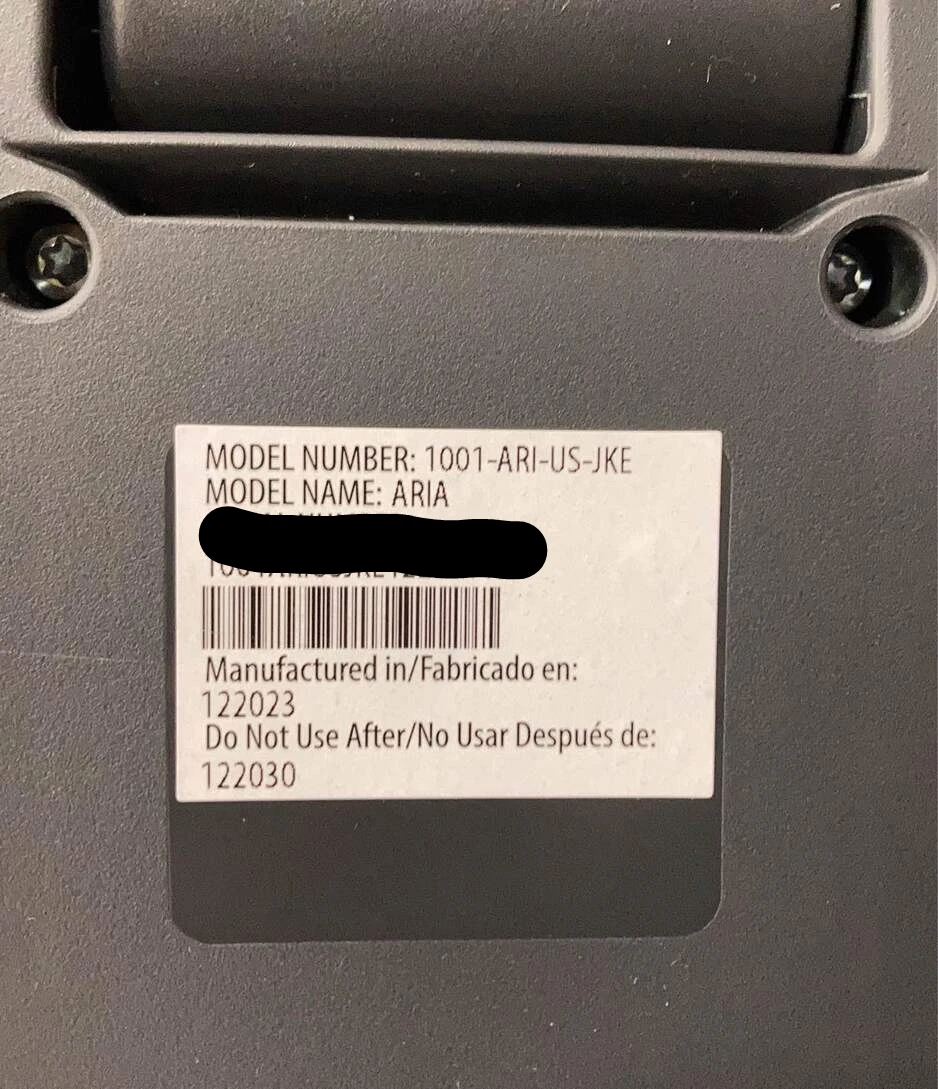 MODEL NUMBER: 1001-ARI-US-JKE
MODEL NAME: ARIA
Manufactured in/Fabricado en:
122023
Do Not Use After/No Usar Después de:
122030